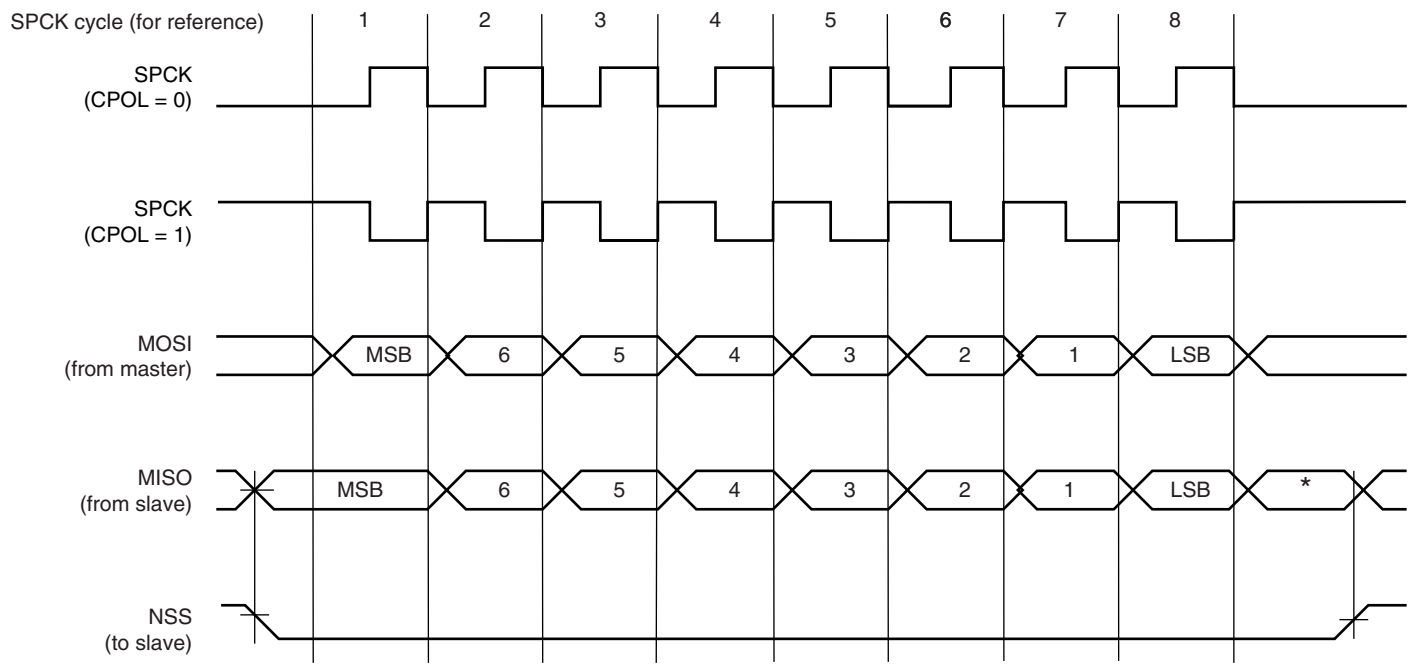 SPCK cycle (for reference) 1 2 3 4 5 6 7 8
SPCK
(CPOL = 0)
SPCK
(CPOL = 1)
MOSI
(from master)
MSB 6 5 4 3 2 1 LSB
MISO
(from slave)
MSB 6 5 4 3 2 1 LSB *
NSS
(to slave)